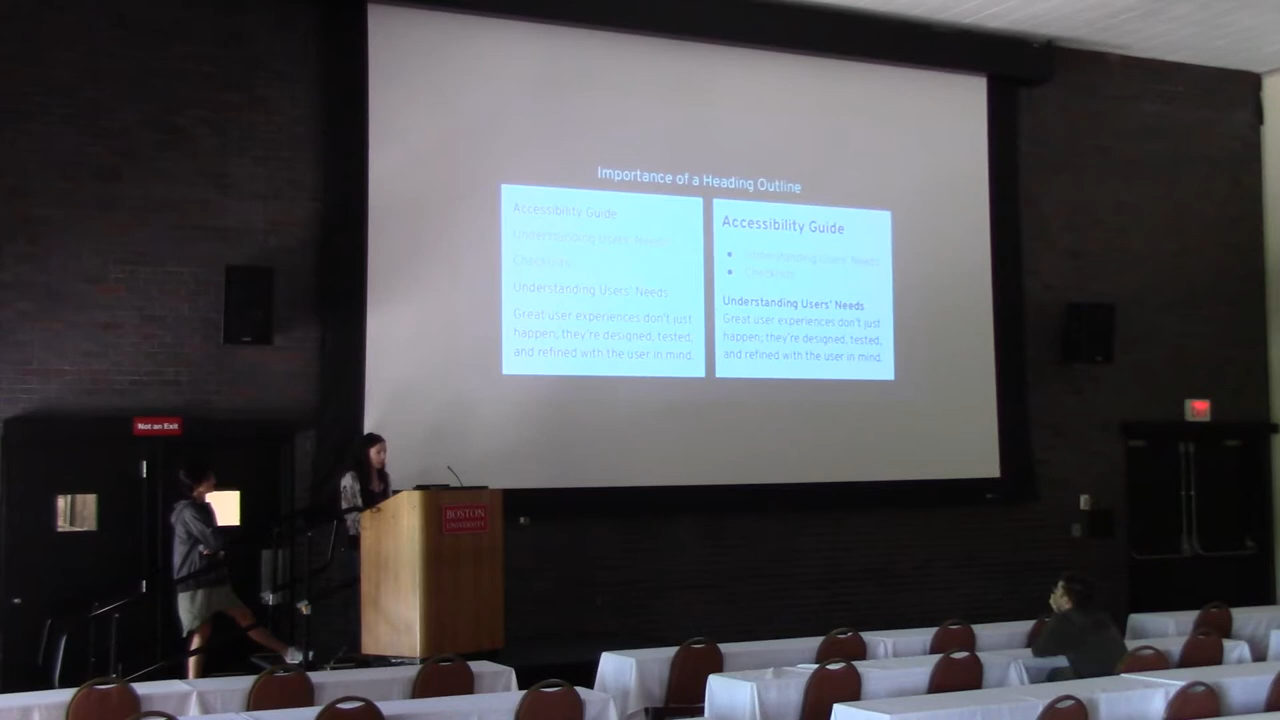 Importance of a Heading Outline
Accessibility Guide
Understanding Users' Needs
Checklists
Understanding Users' Needs
Great user experiences don't just
happen; they're designed, tested,
and refined with the user in mind.
Accessibility Guide
Understanding Users' Needs
Checklists
Understanding Users' Needs
Great user experiences don't just
happen; they're designed, tested,
and refined with the user in mind.
Not an Exit
BOSTON
UNIVERSITY